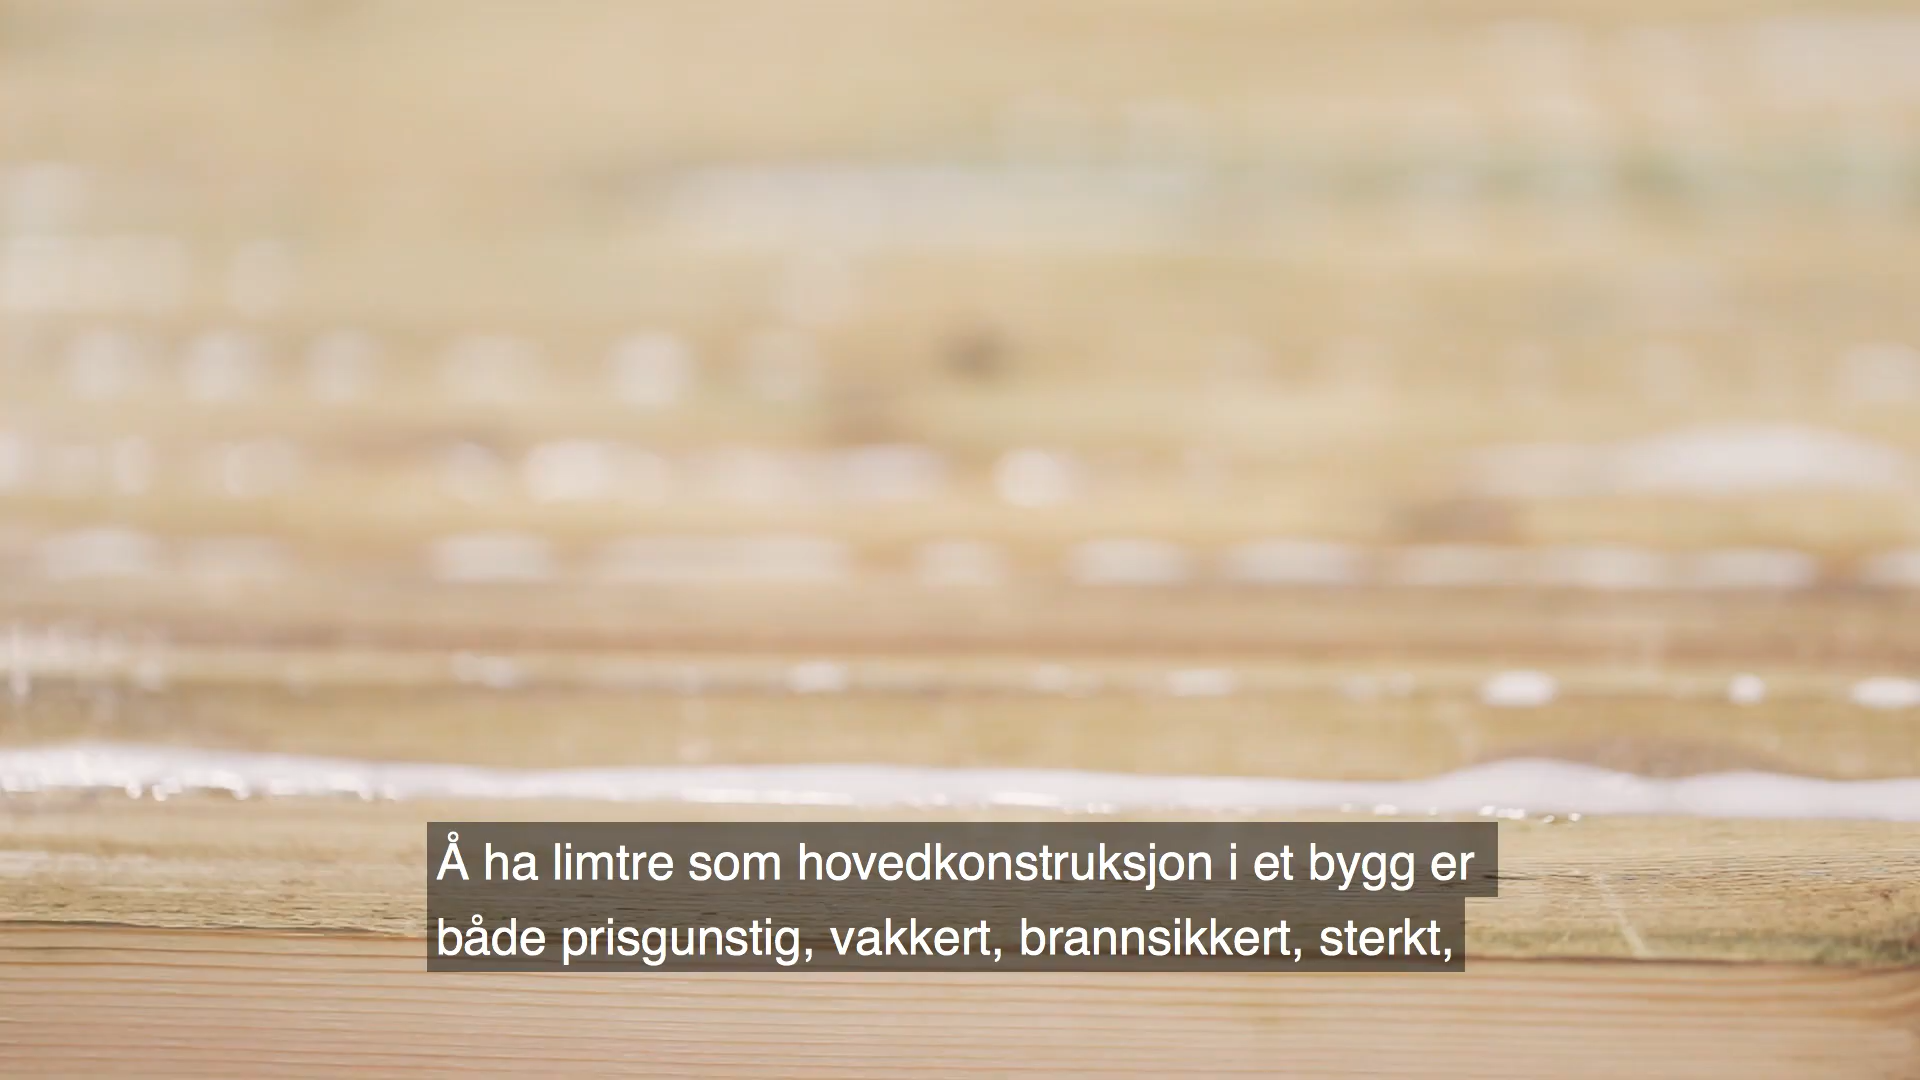 Å ha limtre som hovedkonstruksjon i et bygg er
både prisgunstig, vakkert, brannsikkert, sterkt,